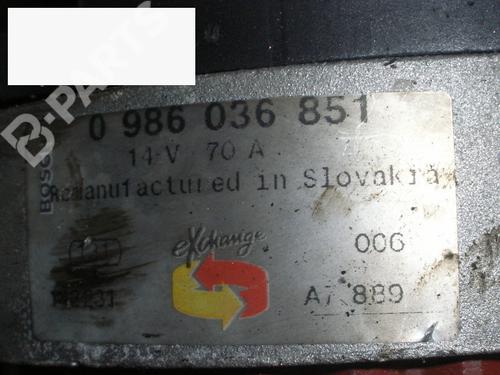 B-PARTS
0 986 036 851
BOSCH
14 V 70 A
Remanufactured in Slovakia
exchange
006
A7 889